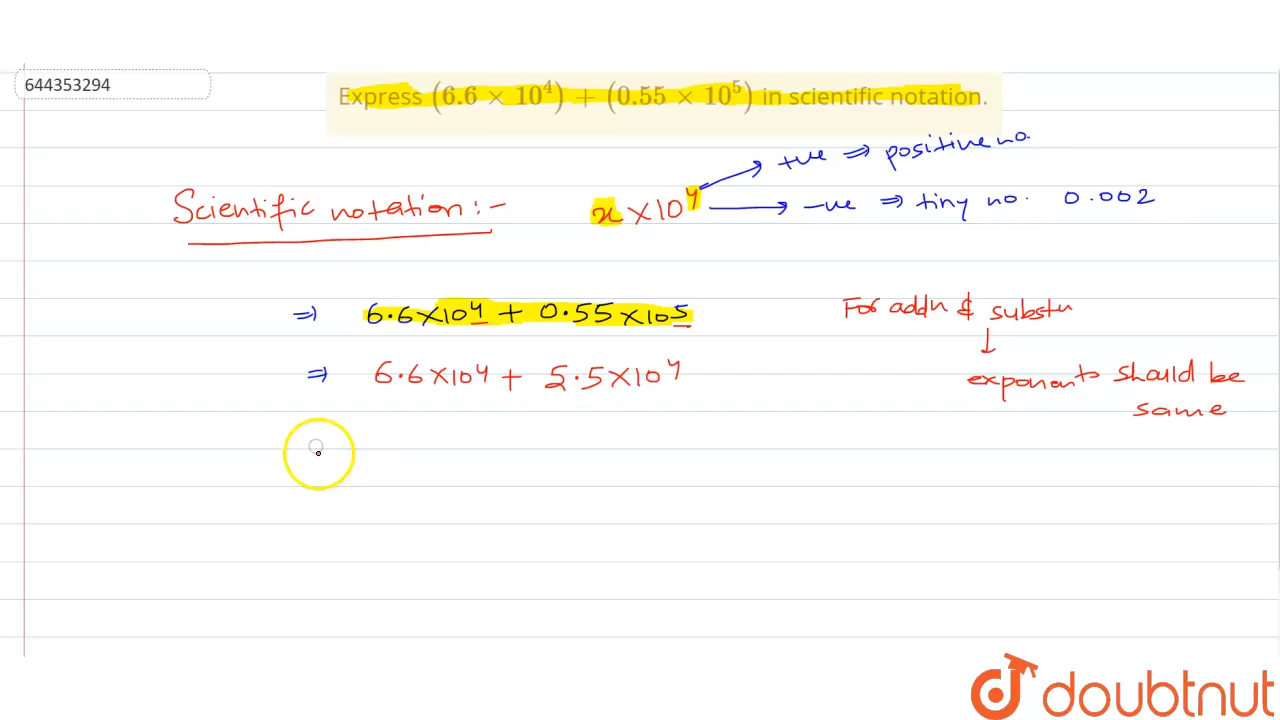 644353294
Express (6.6 × 10⁴) + (0.55 × 10⁵) in scientific notation.
+ve ⇒ positive no.
Scientific notation :- x × 10^y
-ve ⇒ tiny no. 0.002
⇒ 6.6×10⁴ + 0.55×10⁵
For addn & substn
⇒ 6.6×10⁴ + 5.5×10⁴
exponents should be
same
doubtnut